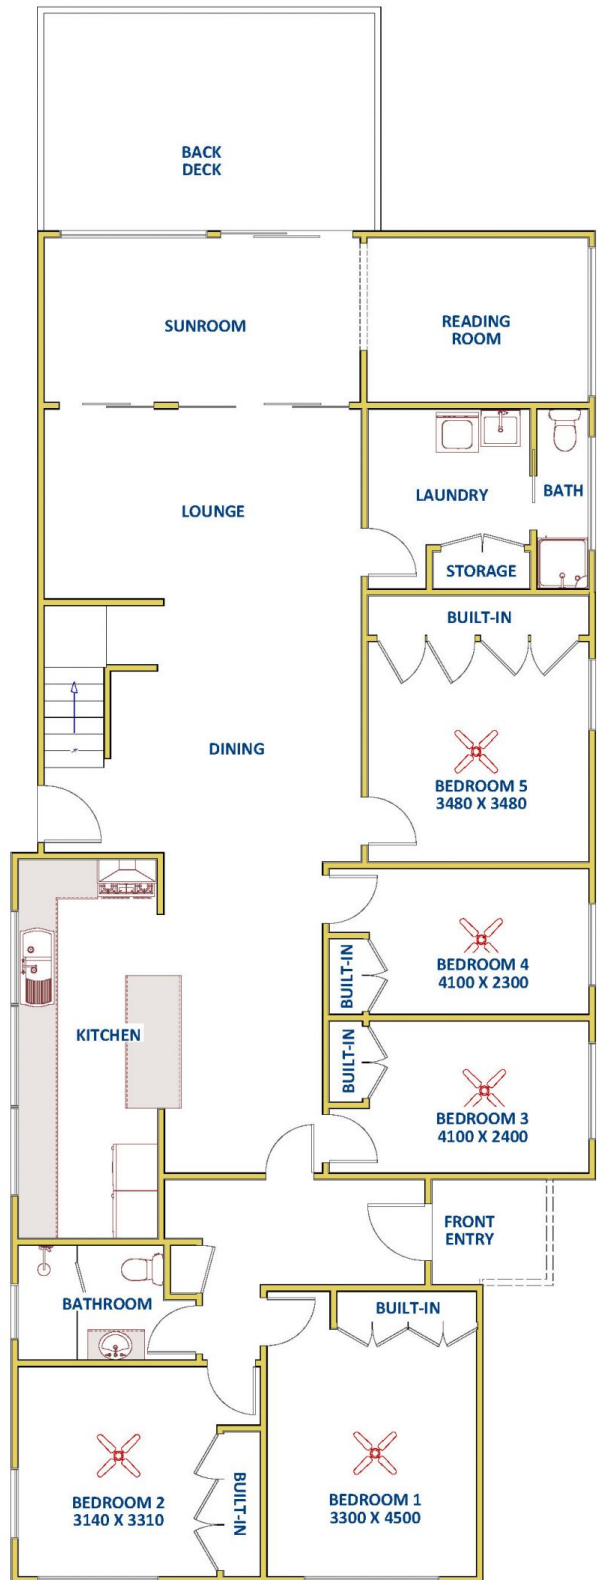 BACK
DECK
SUNROOM
READING
ROOM
LOUNGE
LAUNDRY
BATH
STORAGE
BUILT-IN
DINING
BEDROOM 5
3480 X 3480
BUILT-IN
BEDROOM 4
4100 X 2300
KITCHEN
BUILT-IN
BEDROOM 3
4100 X 2400
FRONT
ENTRY
BATHROOM
BUILT-IN
BEDROOM 2
3140 X 3310
BUILT-IN
BEDROOM 1
3300 X 4500